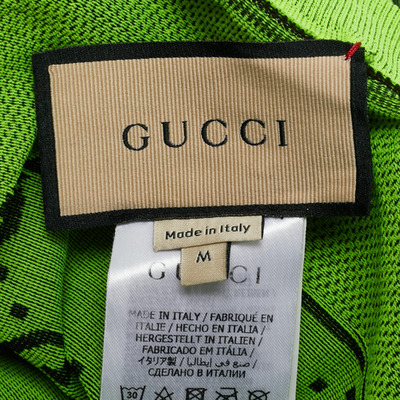 GUCCI
Made in Italy
M
GUCCI
MADE IN ITALY / FABRIQUÉ EN
ITALIE / HECHO EN ITALIA /
HERGESTELLT IN ITALIEN /
FABRICADO EM ITÁLIA /
イタリア製 / صنع في إيطاليا /
СДЕЛАНО В ИТАЛИИ
30